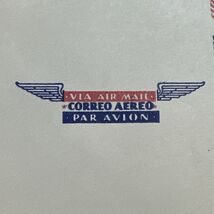 · VIA AIR MAIL ·
* CORREO AEREO *
· PAR AVION ·